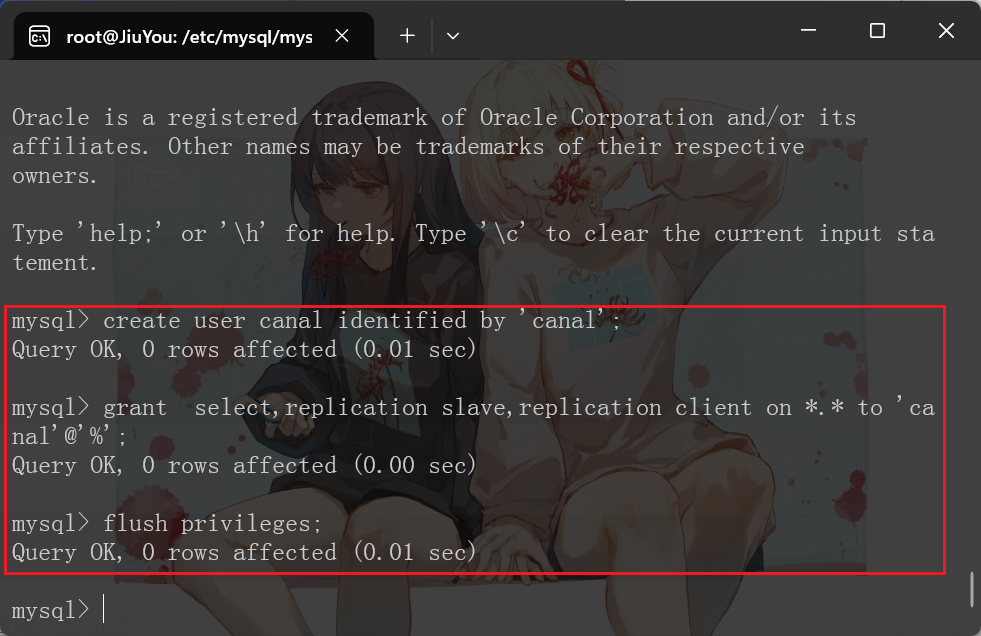 root@JiuYou: /etc/mysql/mys
Oracle is a registered trademark of Oracle Corporation and/or its
affiliates. Other names may be trademarks of their respective
owners.
Type 'help;' or '\h' for help. Type '\c' to clear the current input sta
tement.
mysql> create user canal identified by 'canal';
Query OK, 0 rows affected (0.01 sec)
mysql> grant  select,replication slave,replication client on *.* to 'ca
nal'@'%';
Query OK, 0 rows affected (0.00 sec)
mysql> flush privileges;
Query OK, 0 rows affected (0.01 sec)
mysql>